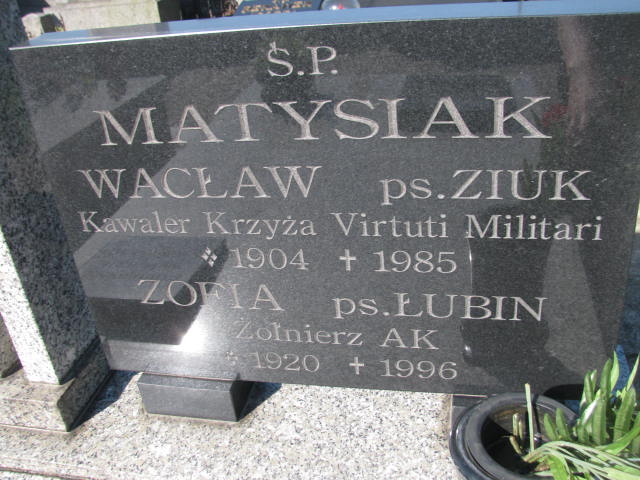 Ś.P.
MATYSIAK
WACŁAW ps. ZIUK
Kawaler Krzyża Virtuti Militari
* 1904 † 1985
ZOFIA ps. ŁUBIN
Żołnierz AK
* 1920 † 1996